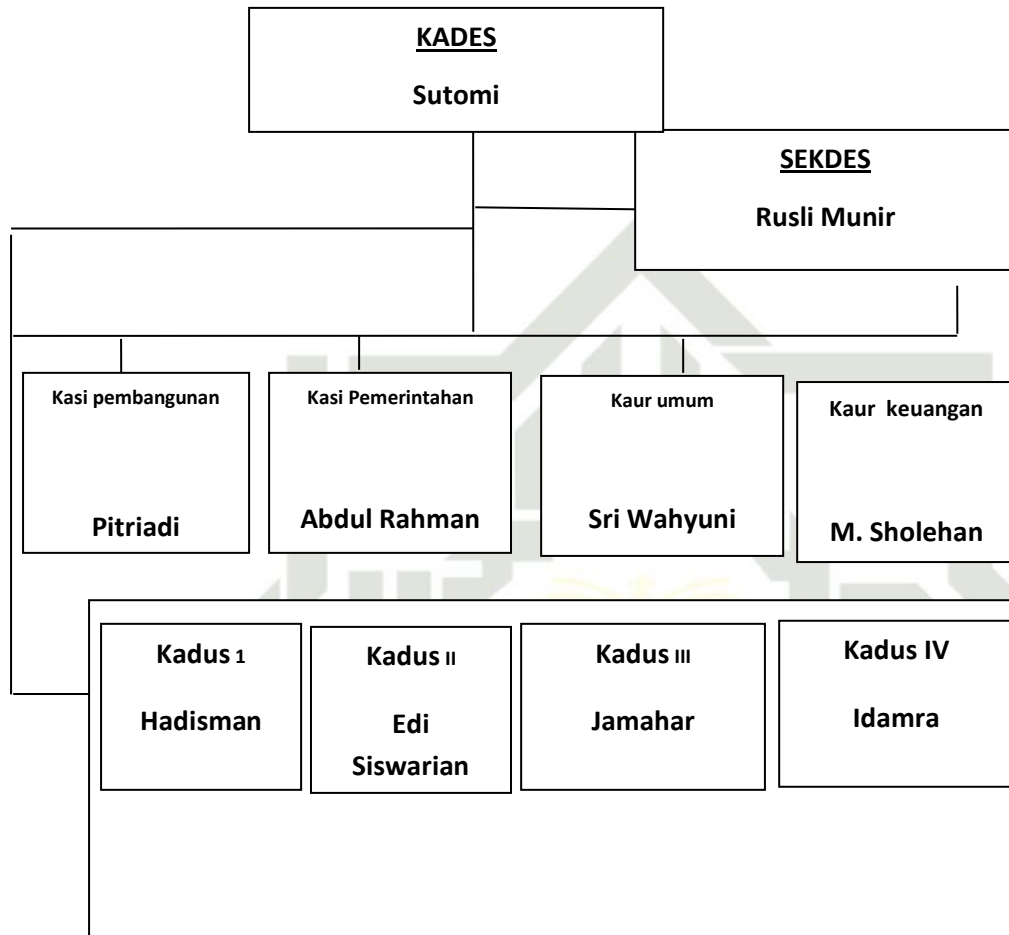 KADES
Sutomi
SEKDES
Rusli Munir
Kasi pembangunan
Pitriadi
Kasi Pemerintahan
Abdul Rahman
Kaur umum
Sri Wahyuni
Kaur keuangan
M. Sholehan
Kadus 1
Hadisman
Kadus II
Edi
Siswarian
Kadus III
Jamahar
Kadus IV
Idamra